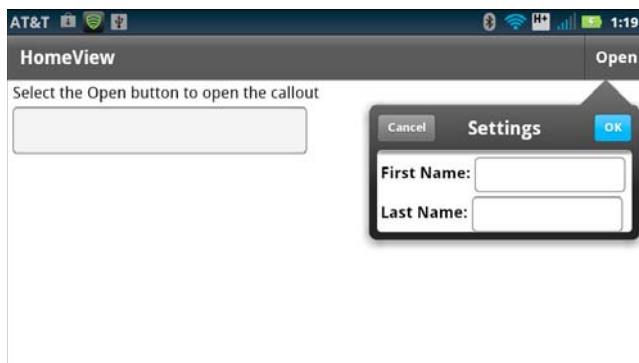 AT&T H+ 1:19
HomeView Open
Select the Open button to open the callout
Cancel Settings OK
First Name:
Last Name: